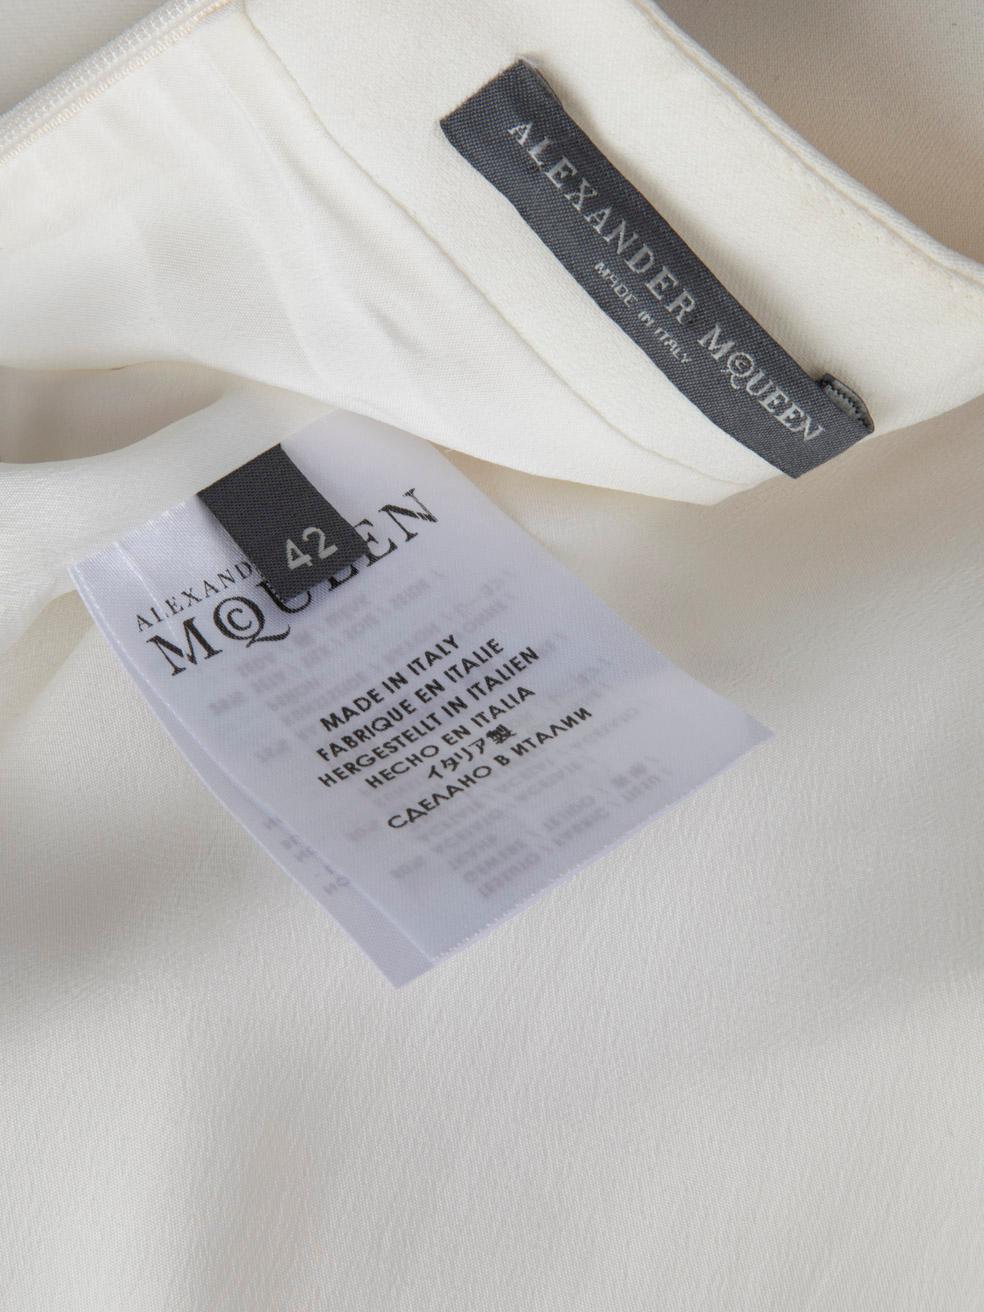 ALEXANDER MCQUEEN
MADE IN ITALY
42
ALEXAND
MCQUEEN
MADE IN ITALY
FABRIQUE EN ITALIE
HERGESTELLT IN ITALIEN
HECHO EN ITALIA
イタリア製
СДЕЛАНО В ИТАЛИИ